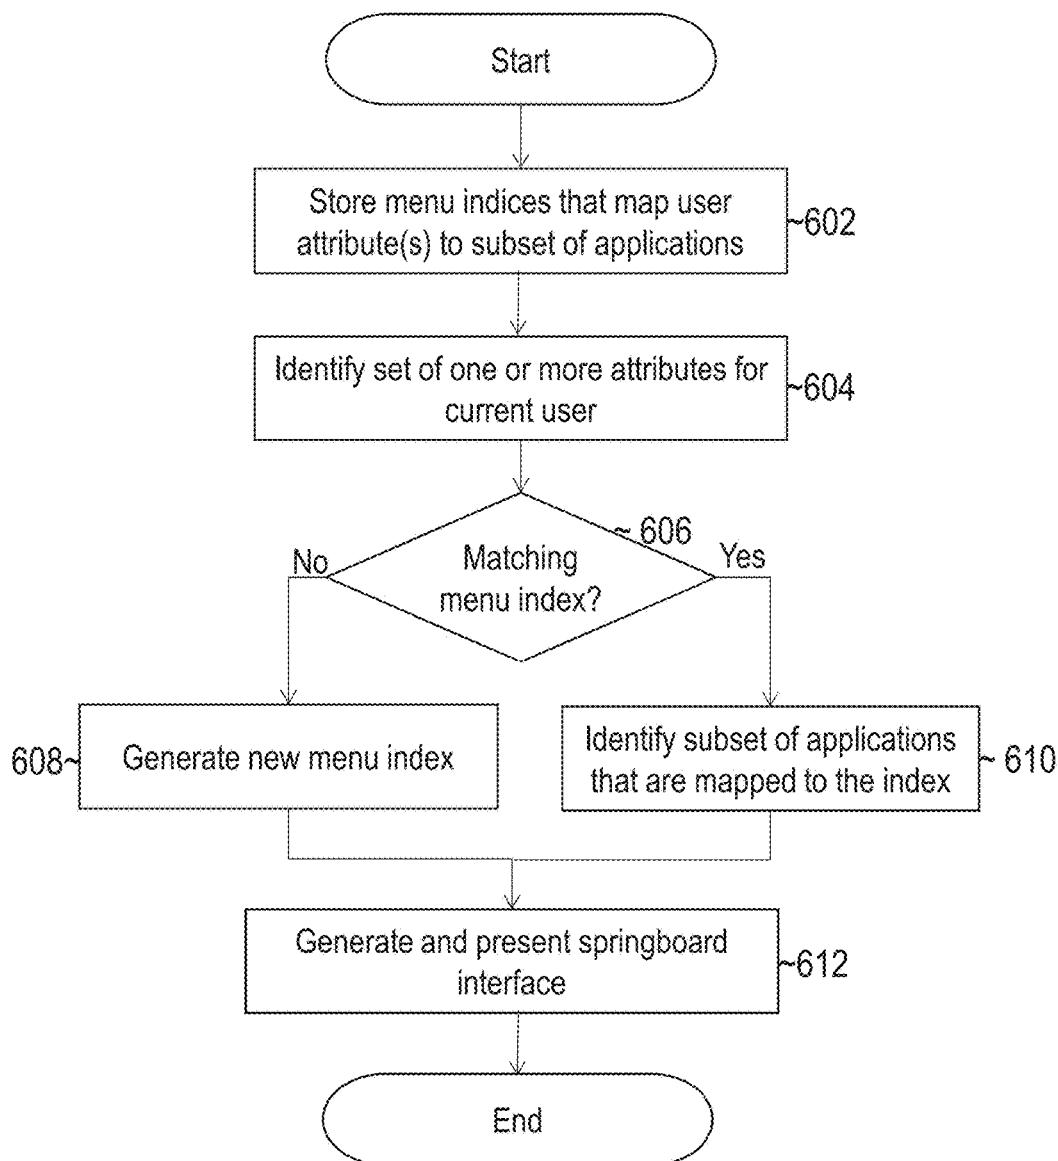 Start
Store menu indices that map user
attribute(s) to subset of applications
~602
Identify set of one or more attributes for
current user
~604
~ 606
No
Matching
menu index?
Yes
608~
Generate new menu index
Identify subset of applications
that are mapped to the index
~ 610
Generate and present springboard
interface
~612
End